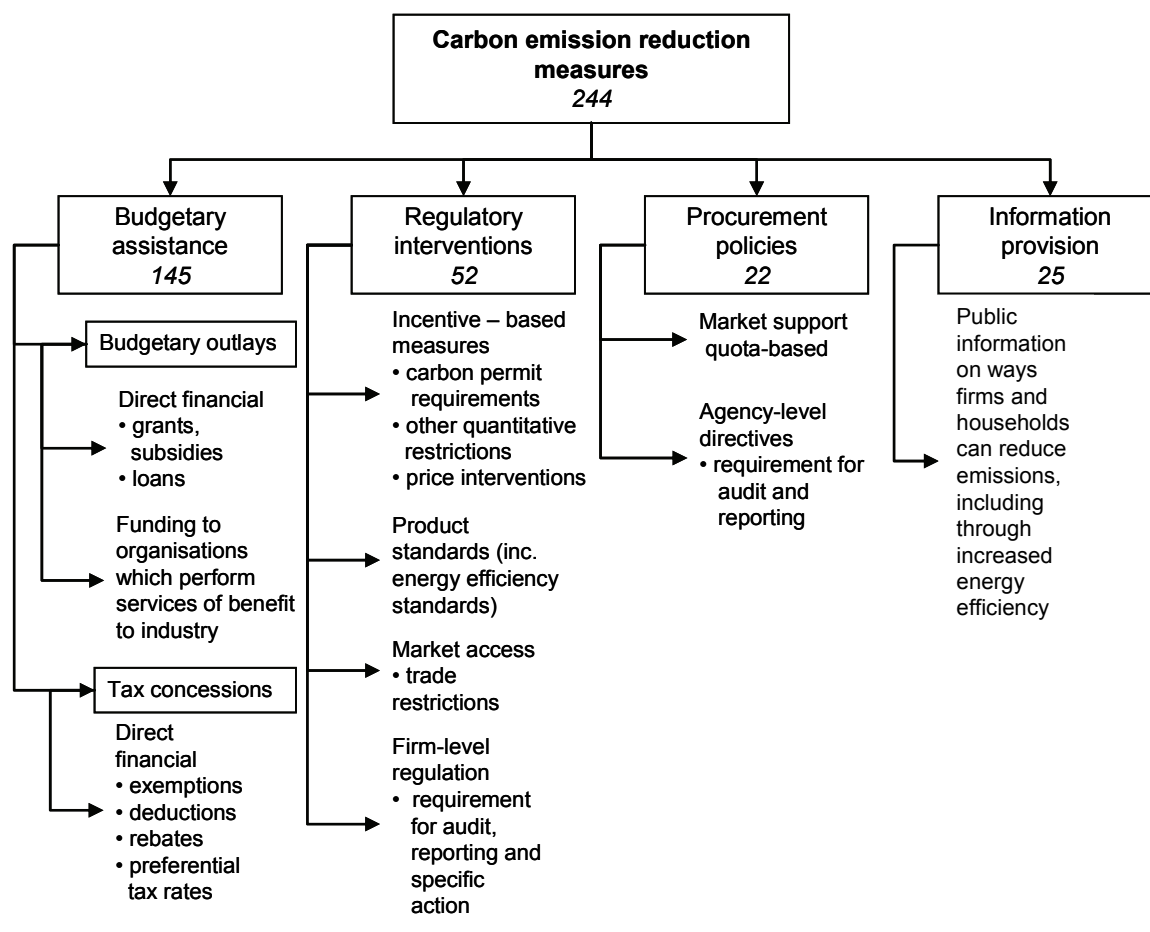 Carbon emission reduction
measures
244
Budgetary
assistance
145
Budgetary outlays
Direct financial
• grants,
subsidies
• loans
Funding to
organisations
which perform
services of benefit
to industry
Tax concessions
Direct
financial
• exemptions
• deductions
• rebates
• preferential
tax rates
Regulatory
interventions
52
Incentive – based
measures
• carbon permit
requirements
• other quantitative
restrictions
• price interventions
Product
standards (inc.
energy efficiency
standards)
Market access
• trade
restrictions
Firm-level
regulation
• requirement
for audit,
reporting and
specific
action
Procurement
policies
22
Market support
quota-based
Agency-level
directives
• requirement for
audit and
reporting
Information
provision
25
Public
information
on ways
firms and
households
can reduce
emissions,
including
through
increased
energy
efficiency